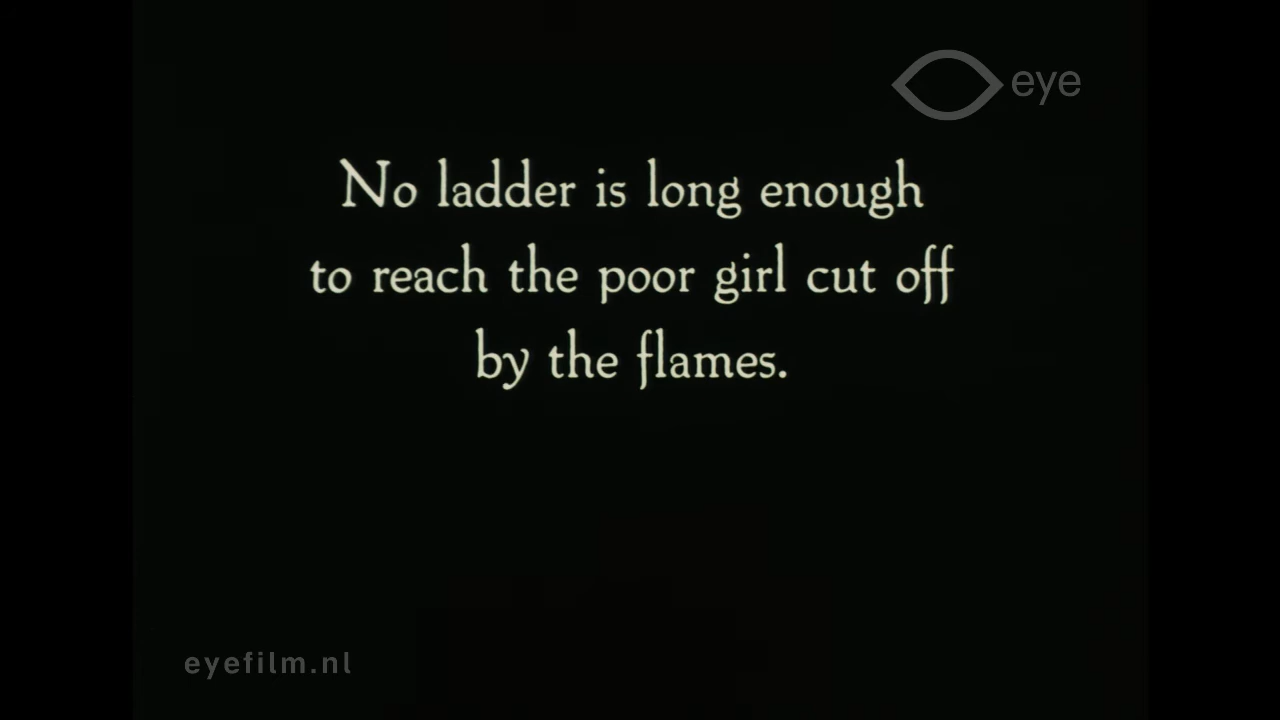 eye
No ladder is long enough
to reach the poor girl cut off
by the flames.
eyefilm.nl